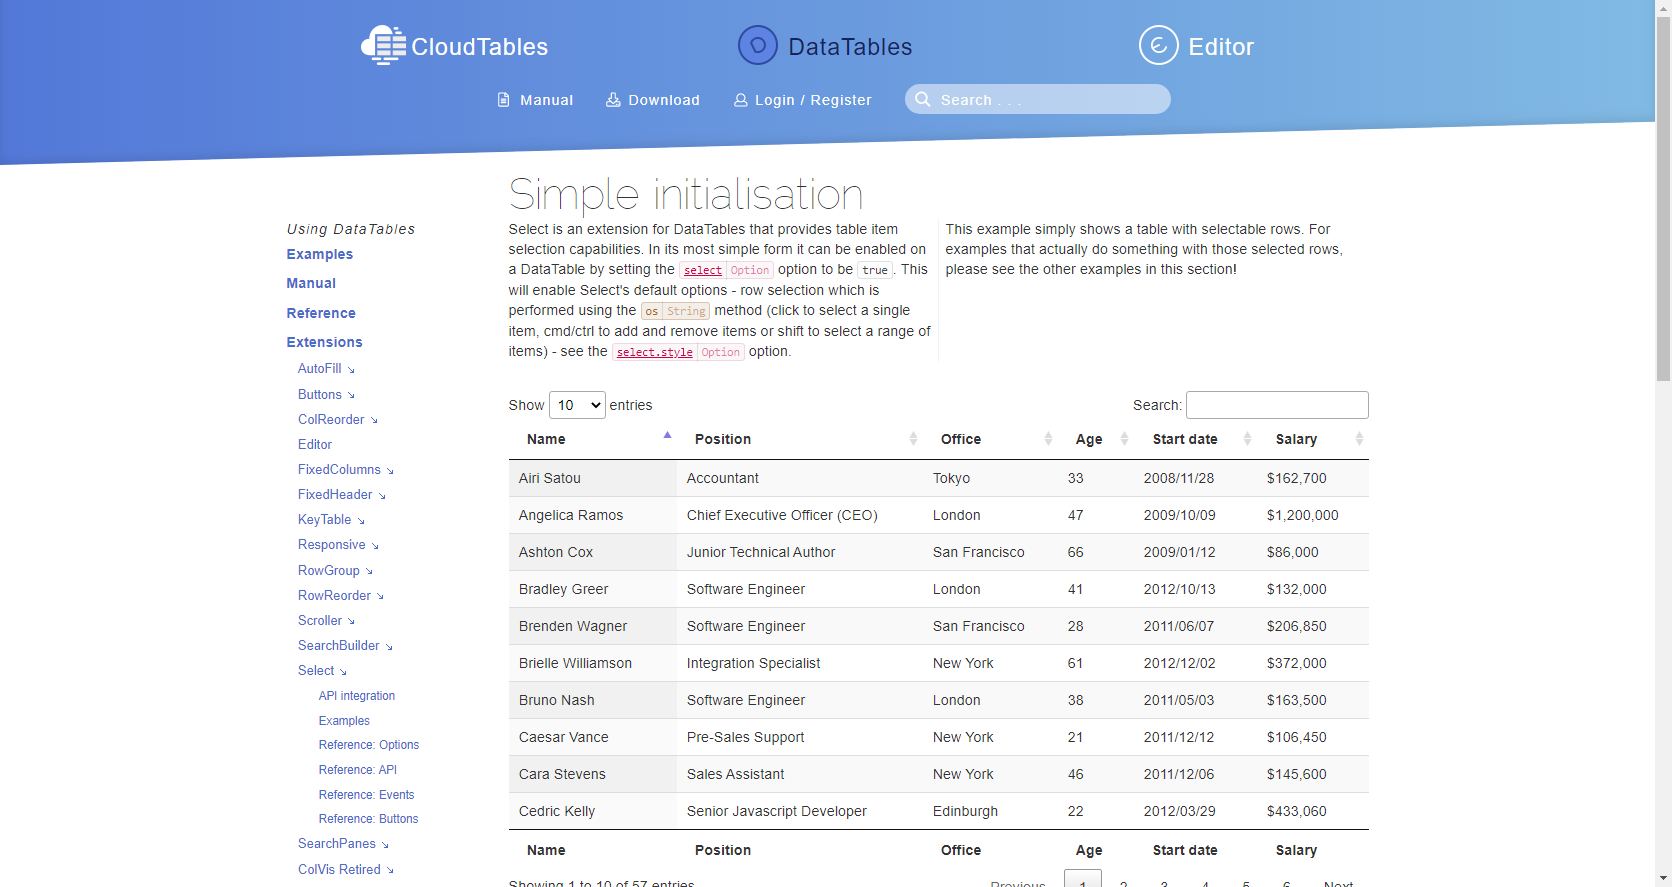 CloudTables
DataTables
Editor
Manual
Download
Login / Register
Search . . .
Simple initialisation
Using DataTables
Examples
Manual
Reference
Extensions
AutoFill ↘
Buttons ↘
ColReorder ↘
Editor
FixedColumns ↘
FixedHeader ↘
KeyTable ↘
Responsive ↘
RowGroup ↘
RowReorder ↘
Scroller ↘
SearchBuilder ↘
Select ↘
API integration
Examples
Reference: Options
Reference: API
Reference: Events
Reference: Buttons
SearchPanes ↘
ColVis Retired ↘
Select is an extension for DataTables that provides table item
selection capabilities. In its most simple form it can be enabled on
a DataTable by setting the select Option option to be true . This
will enable Select's default options - row selection which is
performed using the os String method (click to select a single
item, cmd/ctrl to add and remove items or shift to select a range of
items) - see the select.style Option option.
This example simply shows a table with selectable rows. For
examples that actually do something with those selected rows,
please see the other examples in this section!
Show 10 entries
Search:
Name Position Office Age Start date Salary
Airi Satou Accountant Tokyo 33 2008/11/28 $162,700
Angelica Ramos Chief Executive Officer (CEO) London 47 2009/10/09 $1,200,000
Ashton Cox Junior Technical Author San Francisco 66 2009/01/12 $86,000
Bradley Greer Software Engineer London 41 2012/10/13 $132,000
Brenden Wagner Software Engineer San Francisco 28 2011/06/07 $206,850
Brielle Williamson Integration Specialist New York 61 2012/12/02 $372,000
Bruno Nash Software Engineer London 38 2011/05/03 $163,500
Caesar Vance Pre-Sales Support New York 21 2011/12/12 $106,450
Cara Stevens Sales Assistant New York 46 2011/12/06 $145,600
Cedric Kelly Senior Javascript Developer Edinburgh 22 2012/03/29 $433,060
Name Position Office Age Start date Salary
Showing 1 to 10 of 57 entries
Previous 1 2 3 4 5 6 Next